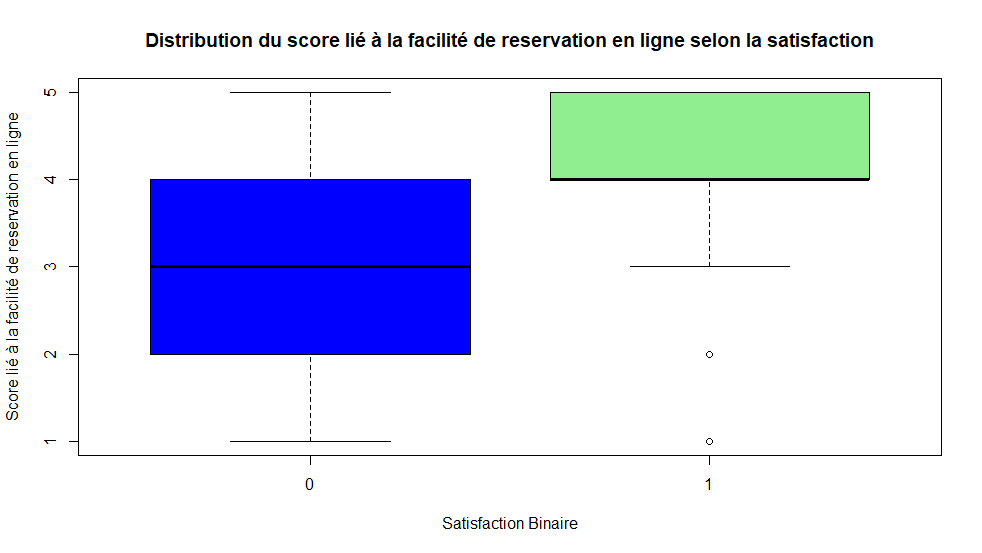 Distribution du score lié à la facilité de reservation en ligne selon la satisfaction
Score lié à la facilité de reservation en ligne
5
4
3
2
1
0
1
Satisfaction Binaire